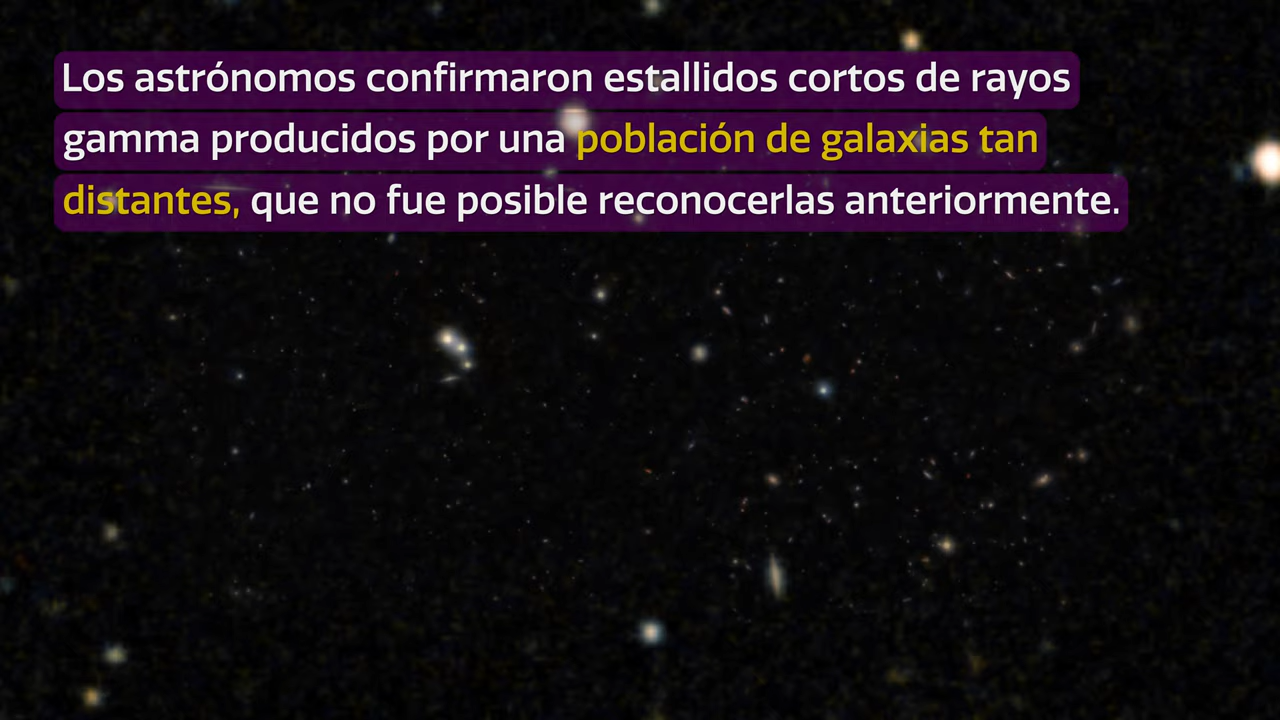 Los astrónomos confirmaron estallidos cortos de rayos
gamma producidos por una población de galaxias tan
distantes, que no fue posible reconocerlas anteriormente.